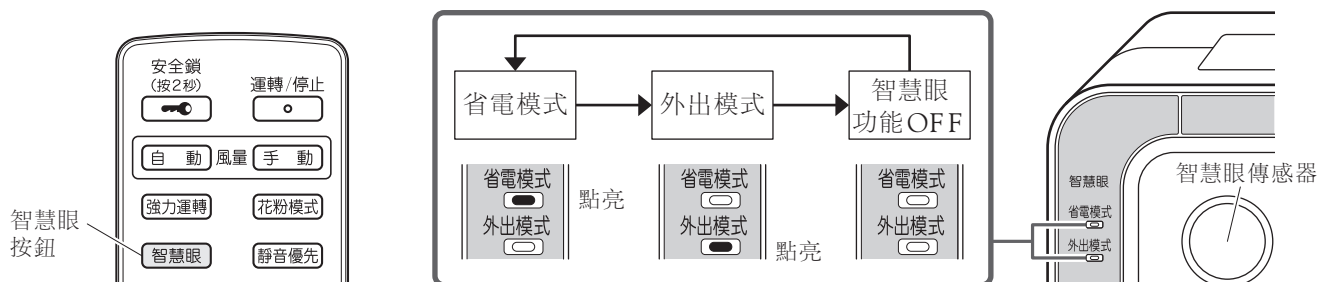 安全鎖
(按2秒)
運轉/停止
自 動
風量
手 動
強力運轉
花粉模式
智慧眼
靜音優先
智慧眼
按鈕
省電模式
外出模式
智慧眼
功能OFF
省電模式
外出模式
點亮
省電模式
外出模式
點亮
省電模式
外出模式
智慧眼
省電模式
外出模式
智慧眼傳感器